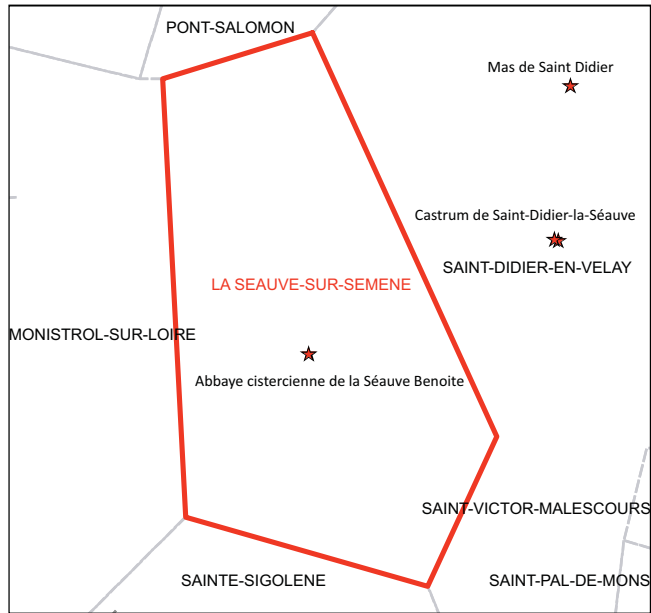 PONT-SALOMON
Mas de Saint Didier
Castrum de Saint-Didier-la-Séauve
SAINT-DIDIER-EN-VELAY
LA SEAUVE-SUR-SEMENE
MONISTROL-SUR-LOIRE
Abbaye cistercienne de la Séauve Benoite
SAINT-VICTOR-MALESCOURS
SAINTE-SIGOLENE
SAINT-PAL-DE-MONS